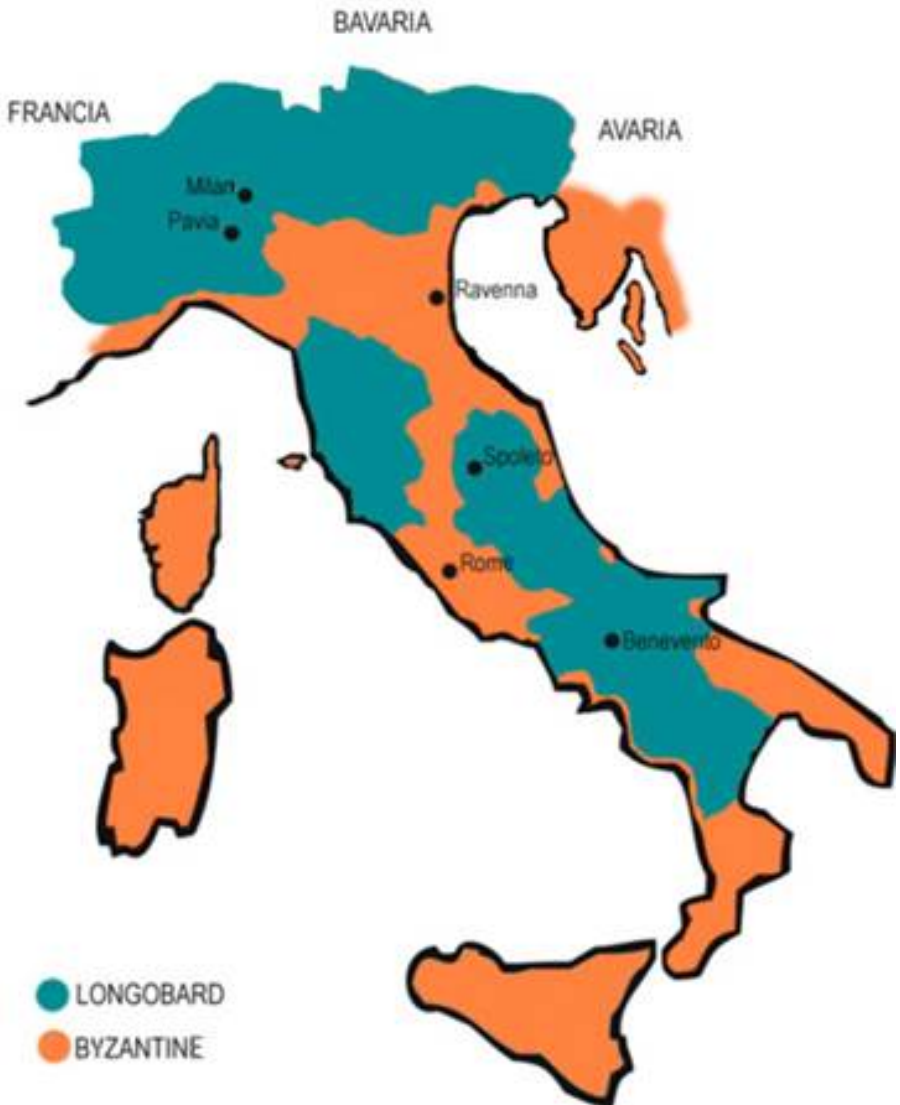 BAVARIA
FRANCIA
AVARIA
Milan
Pavia
Ravenna
Spoleto
Rome
Benevento
LONGOBARD
BYZANTINE